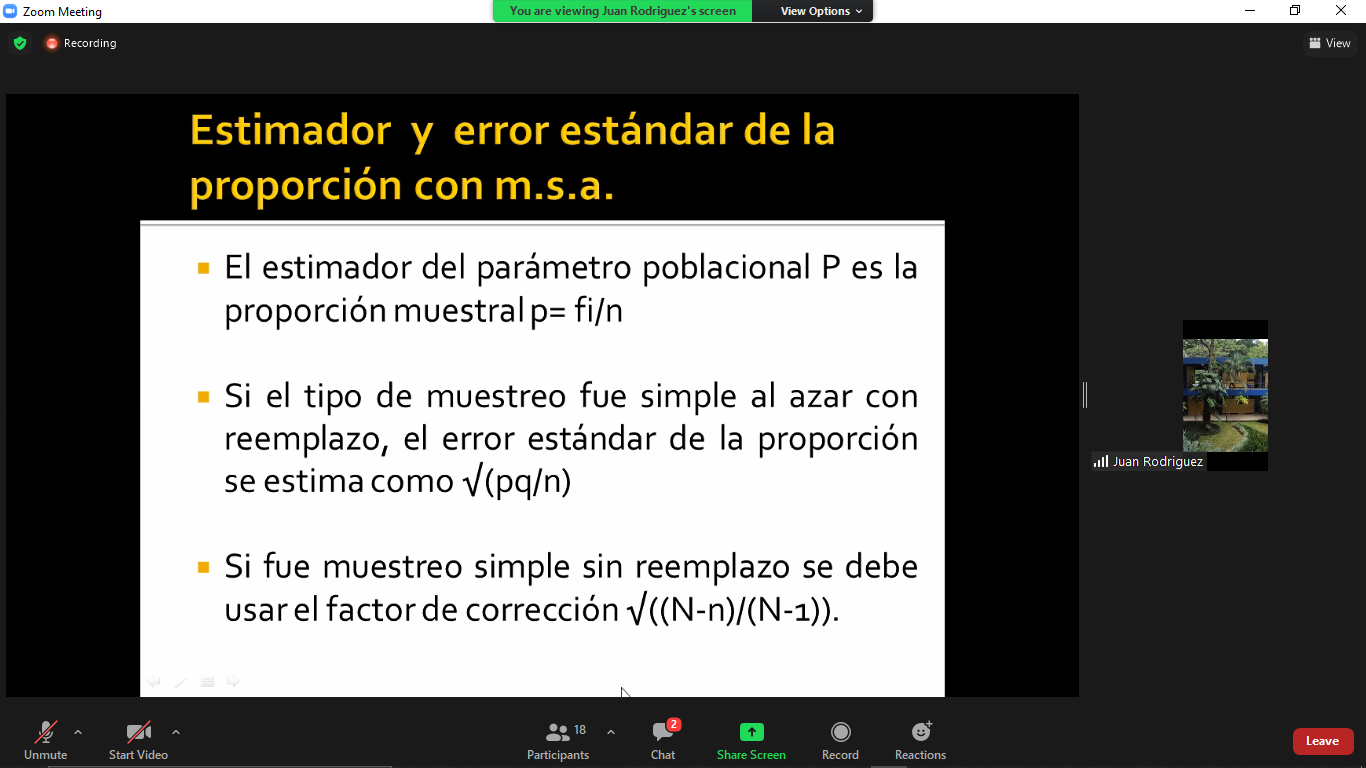 Zoom Meeting
You are viewing Juan Rodriguez's screen
View Options
Recording
View
Estimador y error estándar de la
proporción con m.s.a.
El estimador del parámetro poblacional P es la
proporción muestral p= fi/n
Si el tipo de muestreo fue simple al azar con
reemplazo, el error estándar de la proporción
se estima como √(pq/n)
Si fue muestreo simple sin reemplazo se debe
usar el factor de corrección √((N-n)/(N-1)).
Juan Rodriguez
Unmute
Start Video
18
Participants
2
Chat
Share Screen
Record
Reactions
Leave